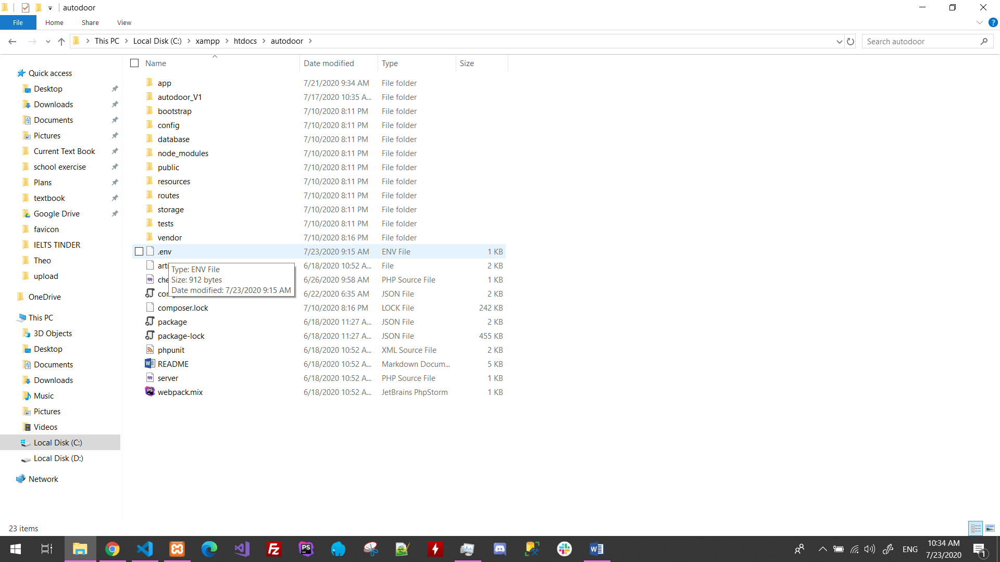 autodoor
File Home Share View
This PC Local Disk (C:) xampp htdocs autodoor
Search autodoor
Name Date modified Type Size
Quick access
Desktop
Downloads
Documents
Pictures
Current Text Book
school exercise
Plans
textbook
Google Drive
favicon
IELTS TINDER
Theo
upload
OneDrive
This PC
3D Objects
Desktop
Documents
Downloads
Music
Pictures
Videos
Local Disk (C:)
Local Disk (D:)
Network
app 7/21/2020 9:34 AM File folder
autodoor_V1 7/17/2020 10:35 A... File folder
bootstrap 7/10/2020 8:11 PM File folder
config 7/10/2020 8:11 PM File folder
database 7/10/2020 8:11 PM File folder
node_modules 7/10/2020 8:11 PM File folder
public 7/10/2020 8:11 PM File folder
resources 7/10/2020 8:11 PM File folder
routes 7/10/2020 8:11 PM File folder
storage 7/10/2020 8:11 PM File folder
tests 7/10/2020 8:11 PM File folder
vendor 7/10/2020 8:16 PM File folder
.env 7/23/2020 9:15 AM ENV File 1 KB
6/18/2020 10:52 A... File 2 KB
6/26/2020 9:58 AM PHP Source File 1 KB
6/22/2020 6:35 AM JSON File 2 KB
Type: ENV File
Size: 912 bytes
Date modified: 7/23/2020 9:15 AM
composer.lock 7/10/2020 8:16 PM LOCK File 242 KB
package 6/18/2020 11:27 A... JSON File 2 KB
package-lock 6/18/2020 11:27 A... JSON File 455 KB
phpunit 6/18/2020 10:52 A... XML Source File 2 KB
README 6/18/2020 10:52 A... Markdown Docum... 5 KB
server 6/18/2020 10:52 A... PHP Source File 1 KB
webpack.mix 6/18/2020 10:52 A... JetBrains PhpStorm 1 KB
23 items
ENG
10:34 AM
7/23/2020
1